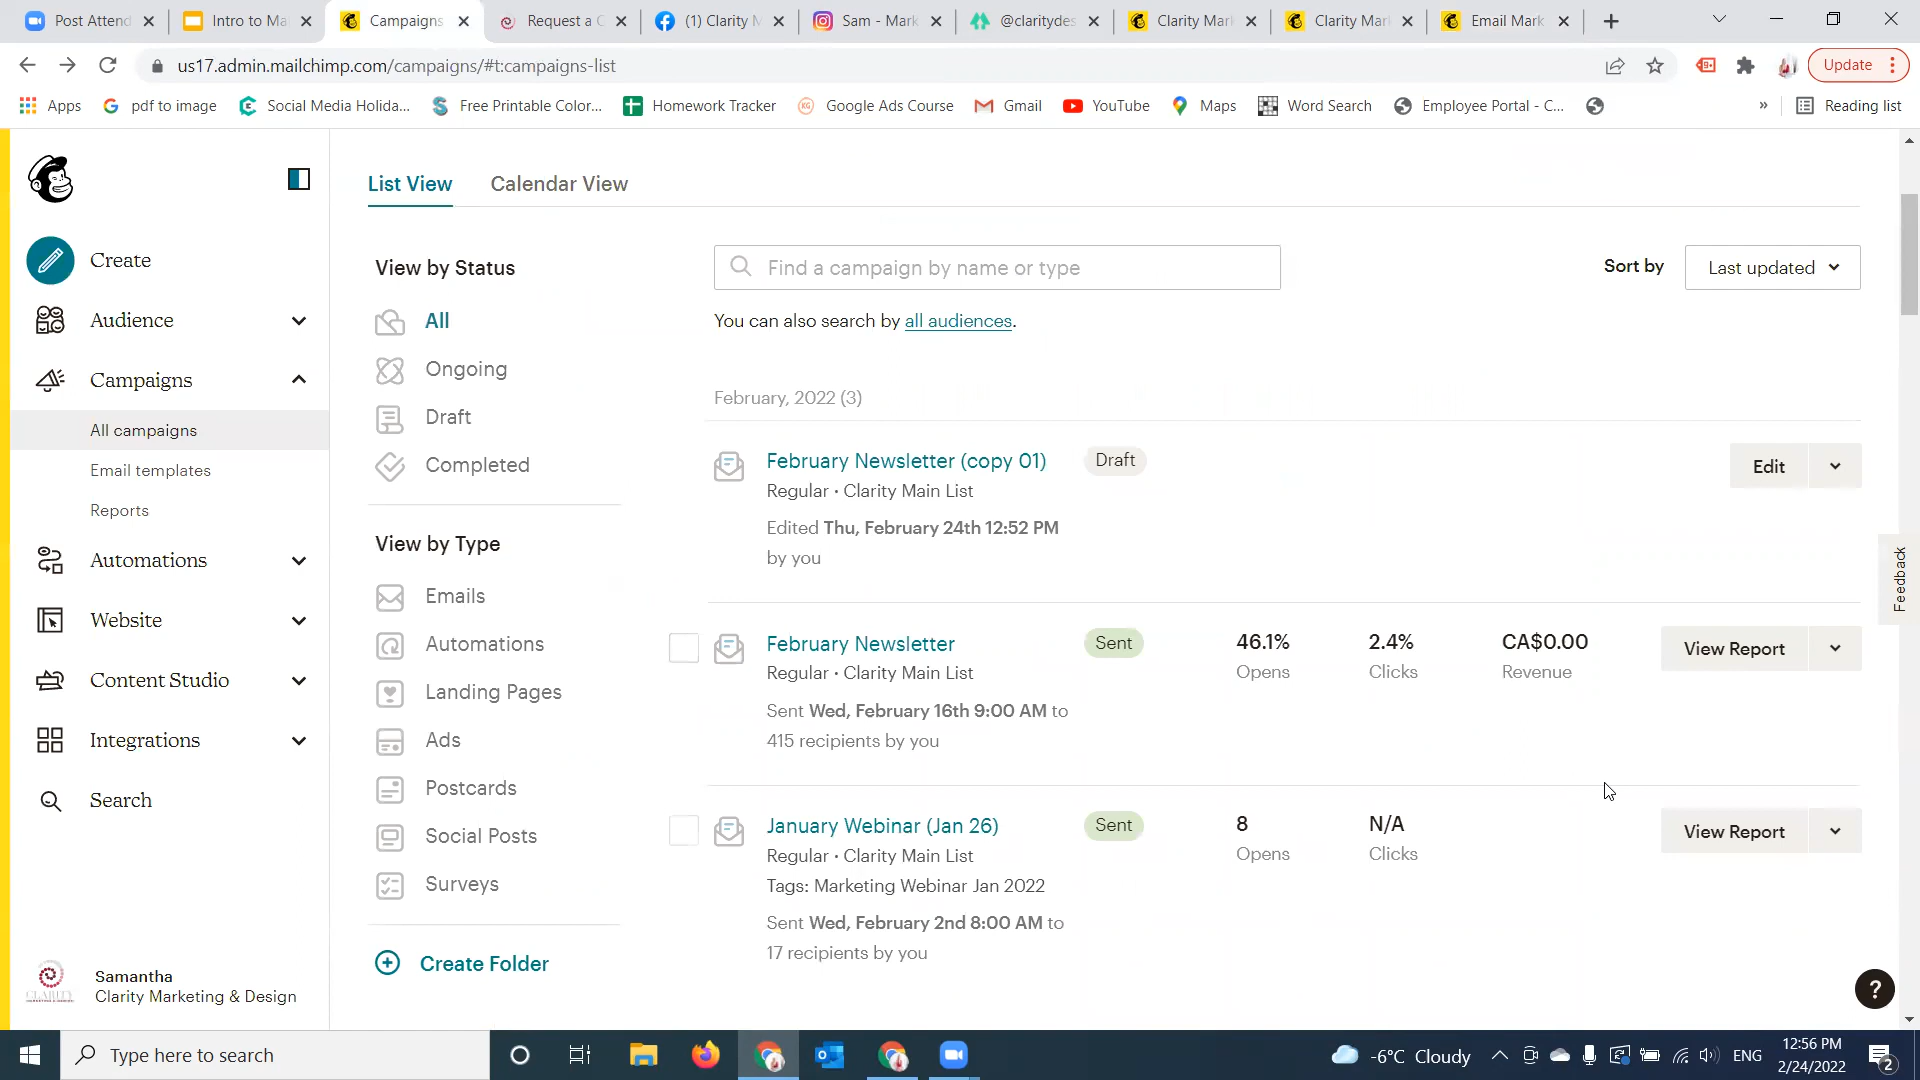 Post Attend
Intro to Ma
Campaigns
Request a C
(1) Clarity M
Sam - Mark
@claritydes
Clarity Mark
Clarity Mark
Email Mark
us17.admin.mailchimp.com/campaigns/#t:campaigns-list
Update
Apps
pdf to image
Social Media Holida...
Free Printable Color...
Homework Tracker
Google Ads Course
Gmail
YouTube
Maps
Word Search
Employee Portal - C...
»
Reading list
List View
Calendar View
Create
Audience
Campaigns
All campaigns
Email templates
Reports
Automations
Website
Content Studio
Integrations
Search
Samantha
Clarity Marketing & Design
View by Status
All
Ongoing
Draft
Completed
View by Type
Emails
Automations
Landing Pages
Ads
Postcards
Social Posts
Surveys
Create Folder
Find a campaign by name or type
Sort by
Last updated
You can also search by all audiences.
February, 2022 (3)
February Newsletter (copy 01)
Draft
Edit
Regular · Clarity Main List
Edited Thu, February 24th 12:52 PM
by you
February Newsletter
Sent
46.1%
Opens
2.4%
Clicks
CA$0.00
Revenue
View Report
Regular · Clarity Main List
Sent Wed, February 16th 9:00 AM to
415 recipients by you
January Webinar (Jan 26)
Sent
8
Opens
N/A
Clicks
View Report
Regular · Clarity Main List
Tags: Marketing Webinar Jan 2022
Sent Wed, February 2nd 8:00 AM to
17 recipients by you
Feedback
?
Type here to search
-6°C Cloudy
ENG
12:56 PM
2/24/2022
2